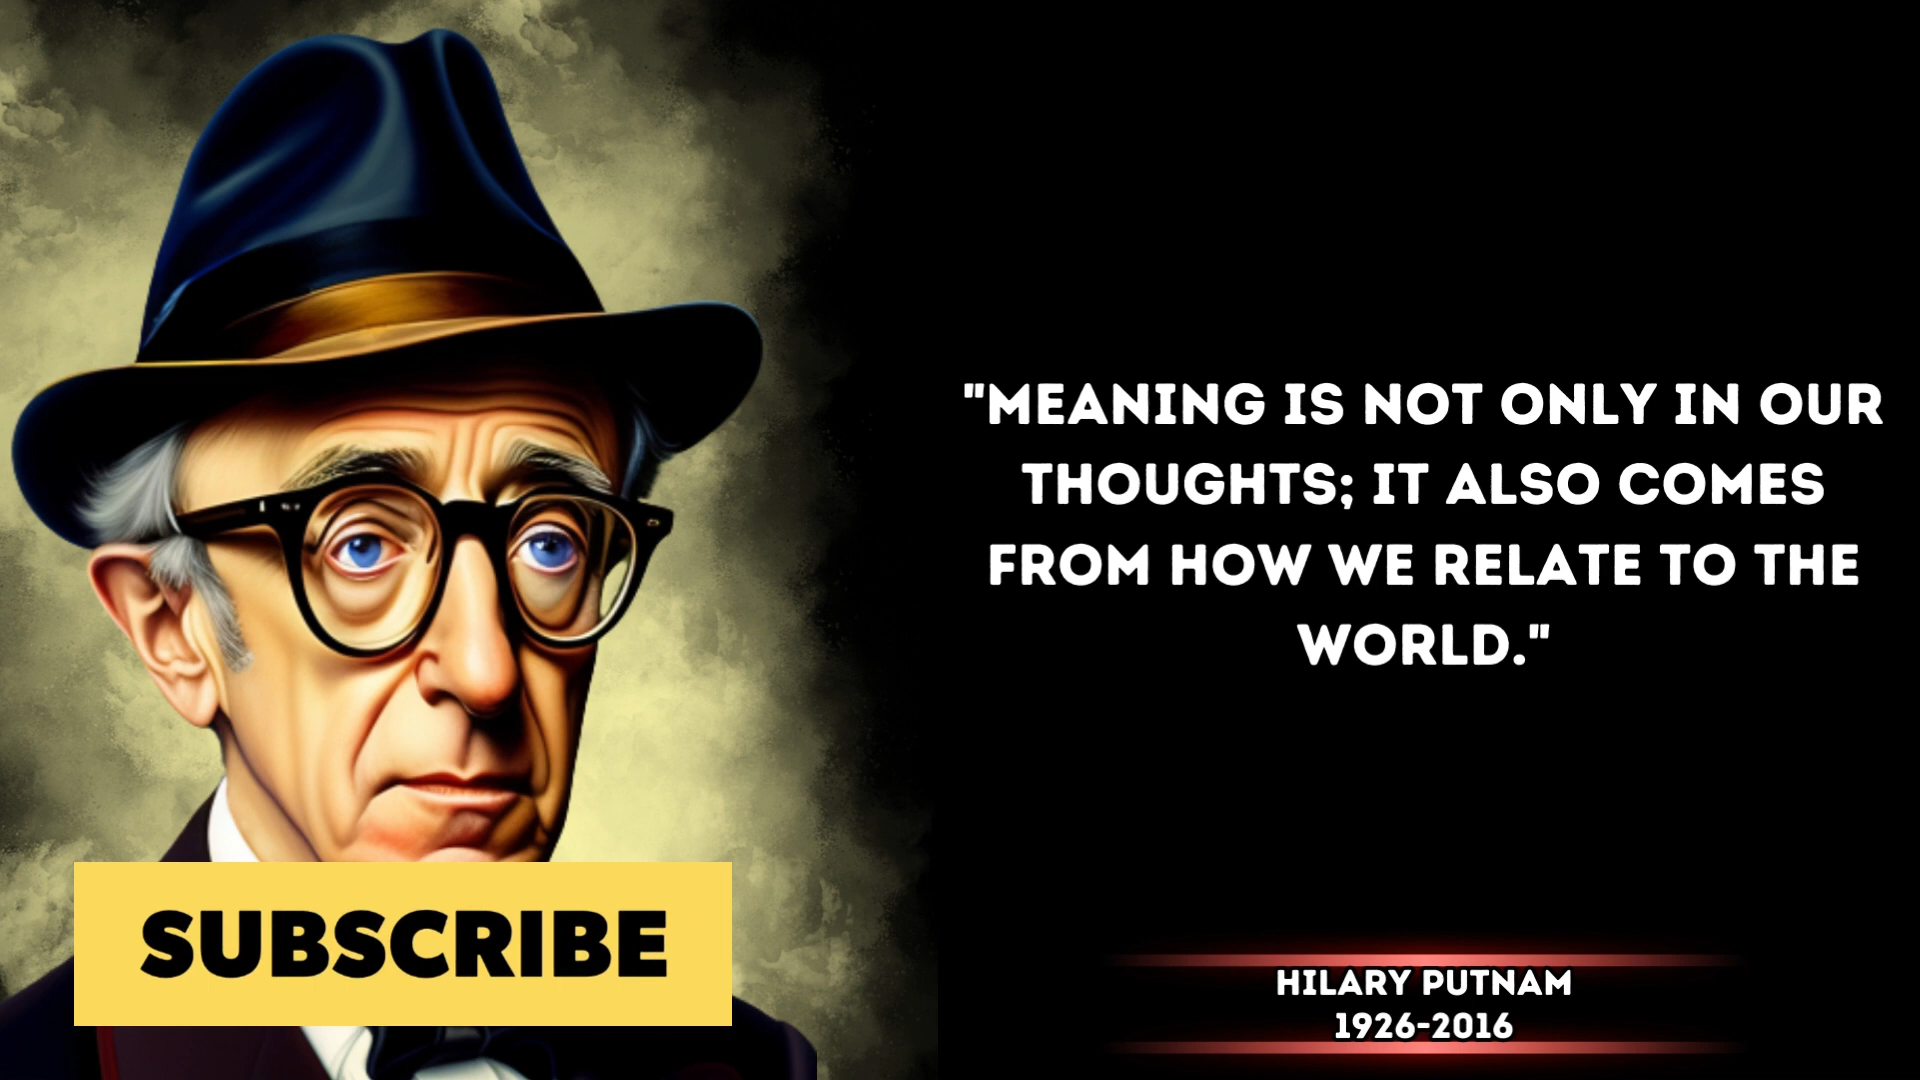 "MEANING IS NOT ONLY IN OUR
THOUGHTS; IT ALSO COMES
FROM HOW WE RELATE TO THE
WORLD."
SUBSCRIBE
HILARY PUTNAM
1926-2016